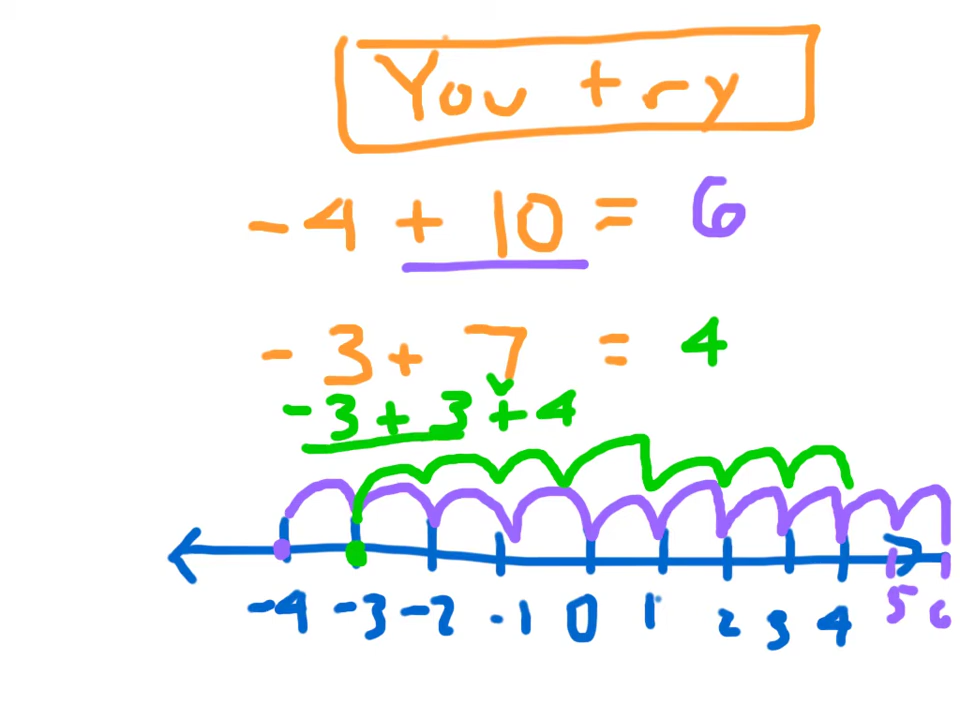 You try
-4 + 10 = 6
-3 + 7 = 4
-3 + 3 + 4
-4 -3 -2 -1 0 1 2 3 4 5 6